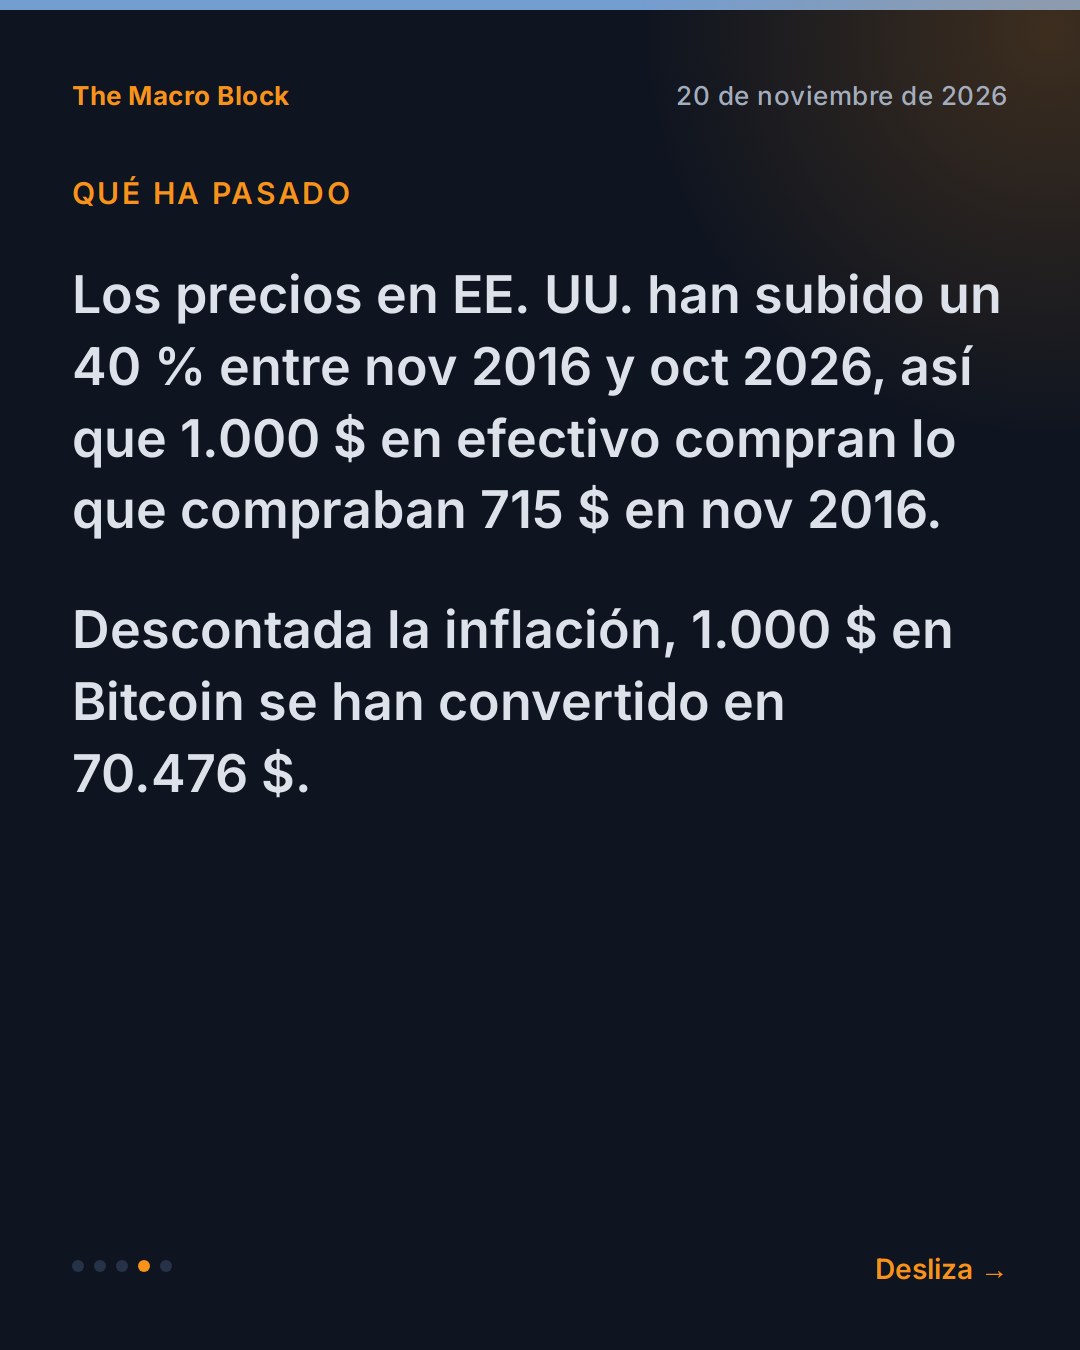 The Macro Block
20 de noviembre de 2026
QUÉ HA PASADO
Los precios en EE. UU. han subido un
40 % entre nov 2016 y oct 2026, así
que 1.000 $ en efectivo compran lo
que compraban 715 $ en nov 2016.
Descontada la inflación, 1.000 $ en
Bitcoin se han convertido en
70.476 $.
Desliza →